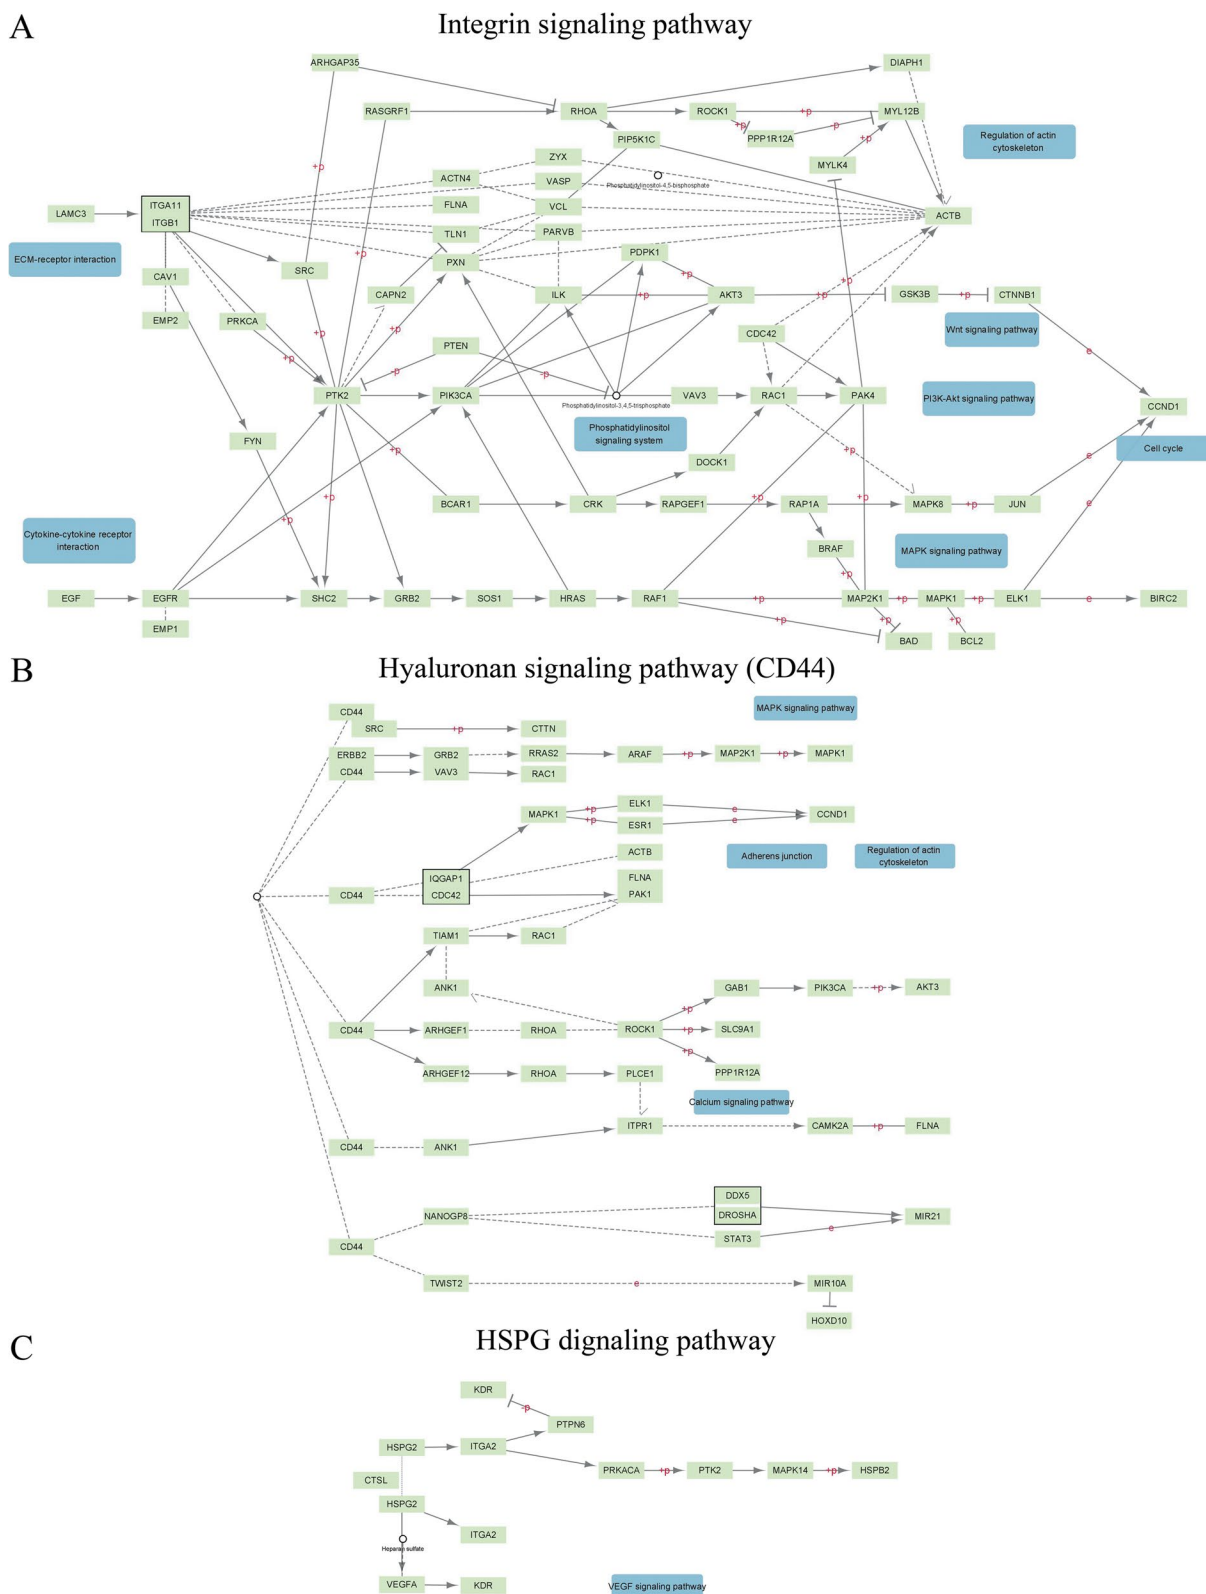 A
Integrin signaling pathway
ARHGAP35
DIAPH1
RASGRF1
RHOA
ROCK1
+p
MYL12B
+p
-p
PPP1R12A
PIP5K1C
Regulation of actin
cytoskeleton
ZYX
MYLK4
+p
+p
Phosphatidylinositol-4,5-bisphosphate
ACTN4
VASP
ITGA11
FLNA
VCL
LAMC3
ITGB1
ACTB
TLN1
PARVB
+p
PDPK1
ECM-receptor interaction
SRC
PXN
CAV1
+p
+p
CAPN2
ILK
+p
AKT3
GSK3B
+p
CTNNB1
EMP2
PRKCA
+p
+p
CDC42
Wnt signaling pathway
PTEN
+p
-p
-p
e
PTK2
PIK3CA
VAV3
RAC1
PAK4
PI3K-Akt signaling pathway
Phosphatidylinositol-3,4,5-trisphosphate
CCND1
Phosphatidylinositol
signaling system
FYN
+p
+p
Cell cycle
DOCK1
e
+p
+p
BCAR1
CRK
RAPGEF1
+p
RAP1A
+p
MAPK8
+p
JUN
e
Cytokine-cytokine receptor
interaction
+p
BRAF
MAPK signaling pathway
+p
EGF
EGFR
SHC2
GRB2
SOS1
HRAS
RAF1
+p
MAP2K1
+p
MAPK1
+p
ELK1
e
BIRC2
+p
+p
+p
EMP1
BAD
BCL2
B
Hyaluronan signaling pathway (CD44)
CD44
MAPK signaling pathway
SRC
+p
CTTN
ERBB2
GRB2
RRAS2
ARAF
+p
MAP2K1
+p
MAPK1
CD44
VAV3
RAC1
ELK1
MAPK1
+p
e
CCND1
+p
ESR1
e
ACTB
Adherens junction
Regulation of actin
cytoskeleton
IQGAP1
FLNA
CD44
CDC42
PAK1
TIAM1
RAC1
ANK1
GAB1
PIK3CA
+p
AKT3
+p
CD44
ARHGEF1
RHOA
ROCK1
+p
SLC9A1
+p
ARHGEF12
RHOA
PLCE1
PPP1R12A
Calcium signaling pathway
ITPR1
CAMK2A
+p
FLNA
CD44
ANK1
DDX5
NANOGP8
DROSHA
MIR21
e
STAT3
CD44
TWIST2
e
MIR10A
HOXD10
C
HSPG dignaling pathway
KDR
-p
PTPN6
HSPG2
ITGA2
PRKACA
+p
PTK2
MAPK14
+p
HSPB2
CTSL
HSPG2
ITGA2
Heparan sulfate
VEGFA
KDR
VEGF signaling pathway